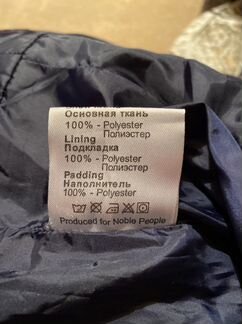 Основная ткань
100% - Polyester
Полиэстер
Lining
Подкладка
100% - Polyester
Полиэстер
Padding
Наполнитель
100% - Polyester
Produced for Noble People